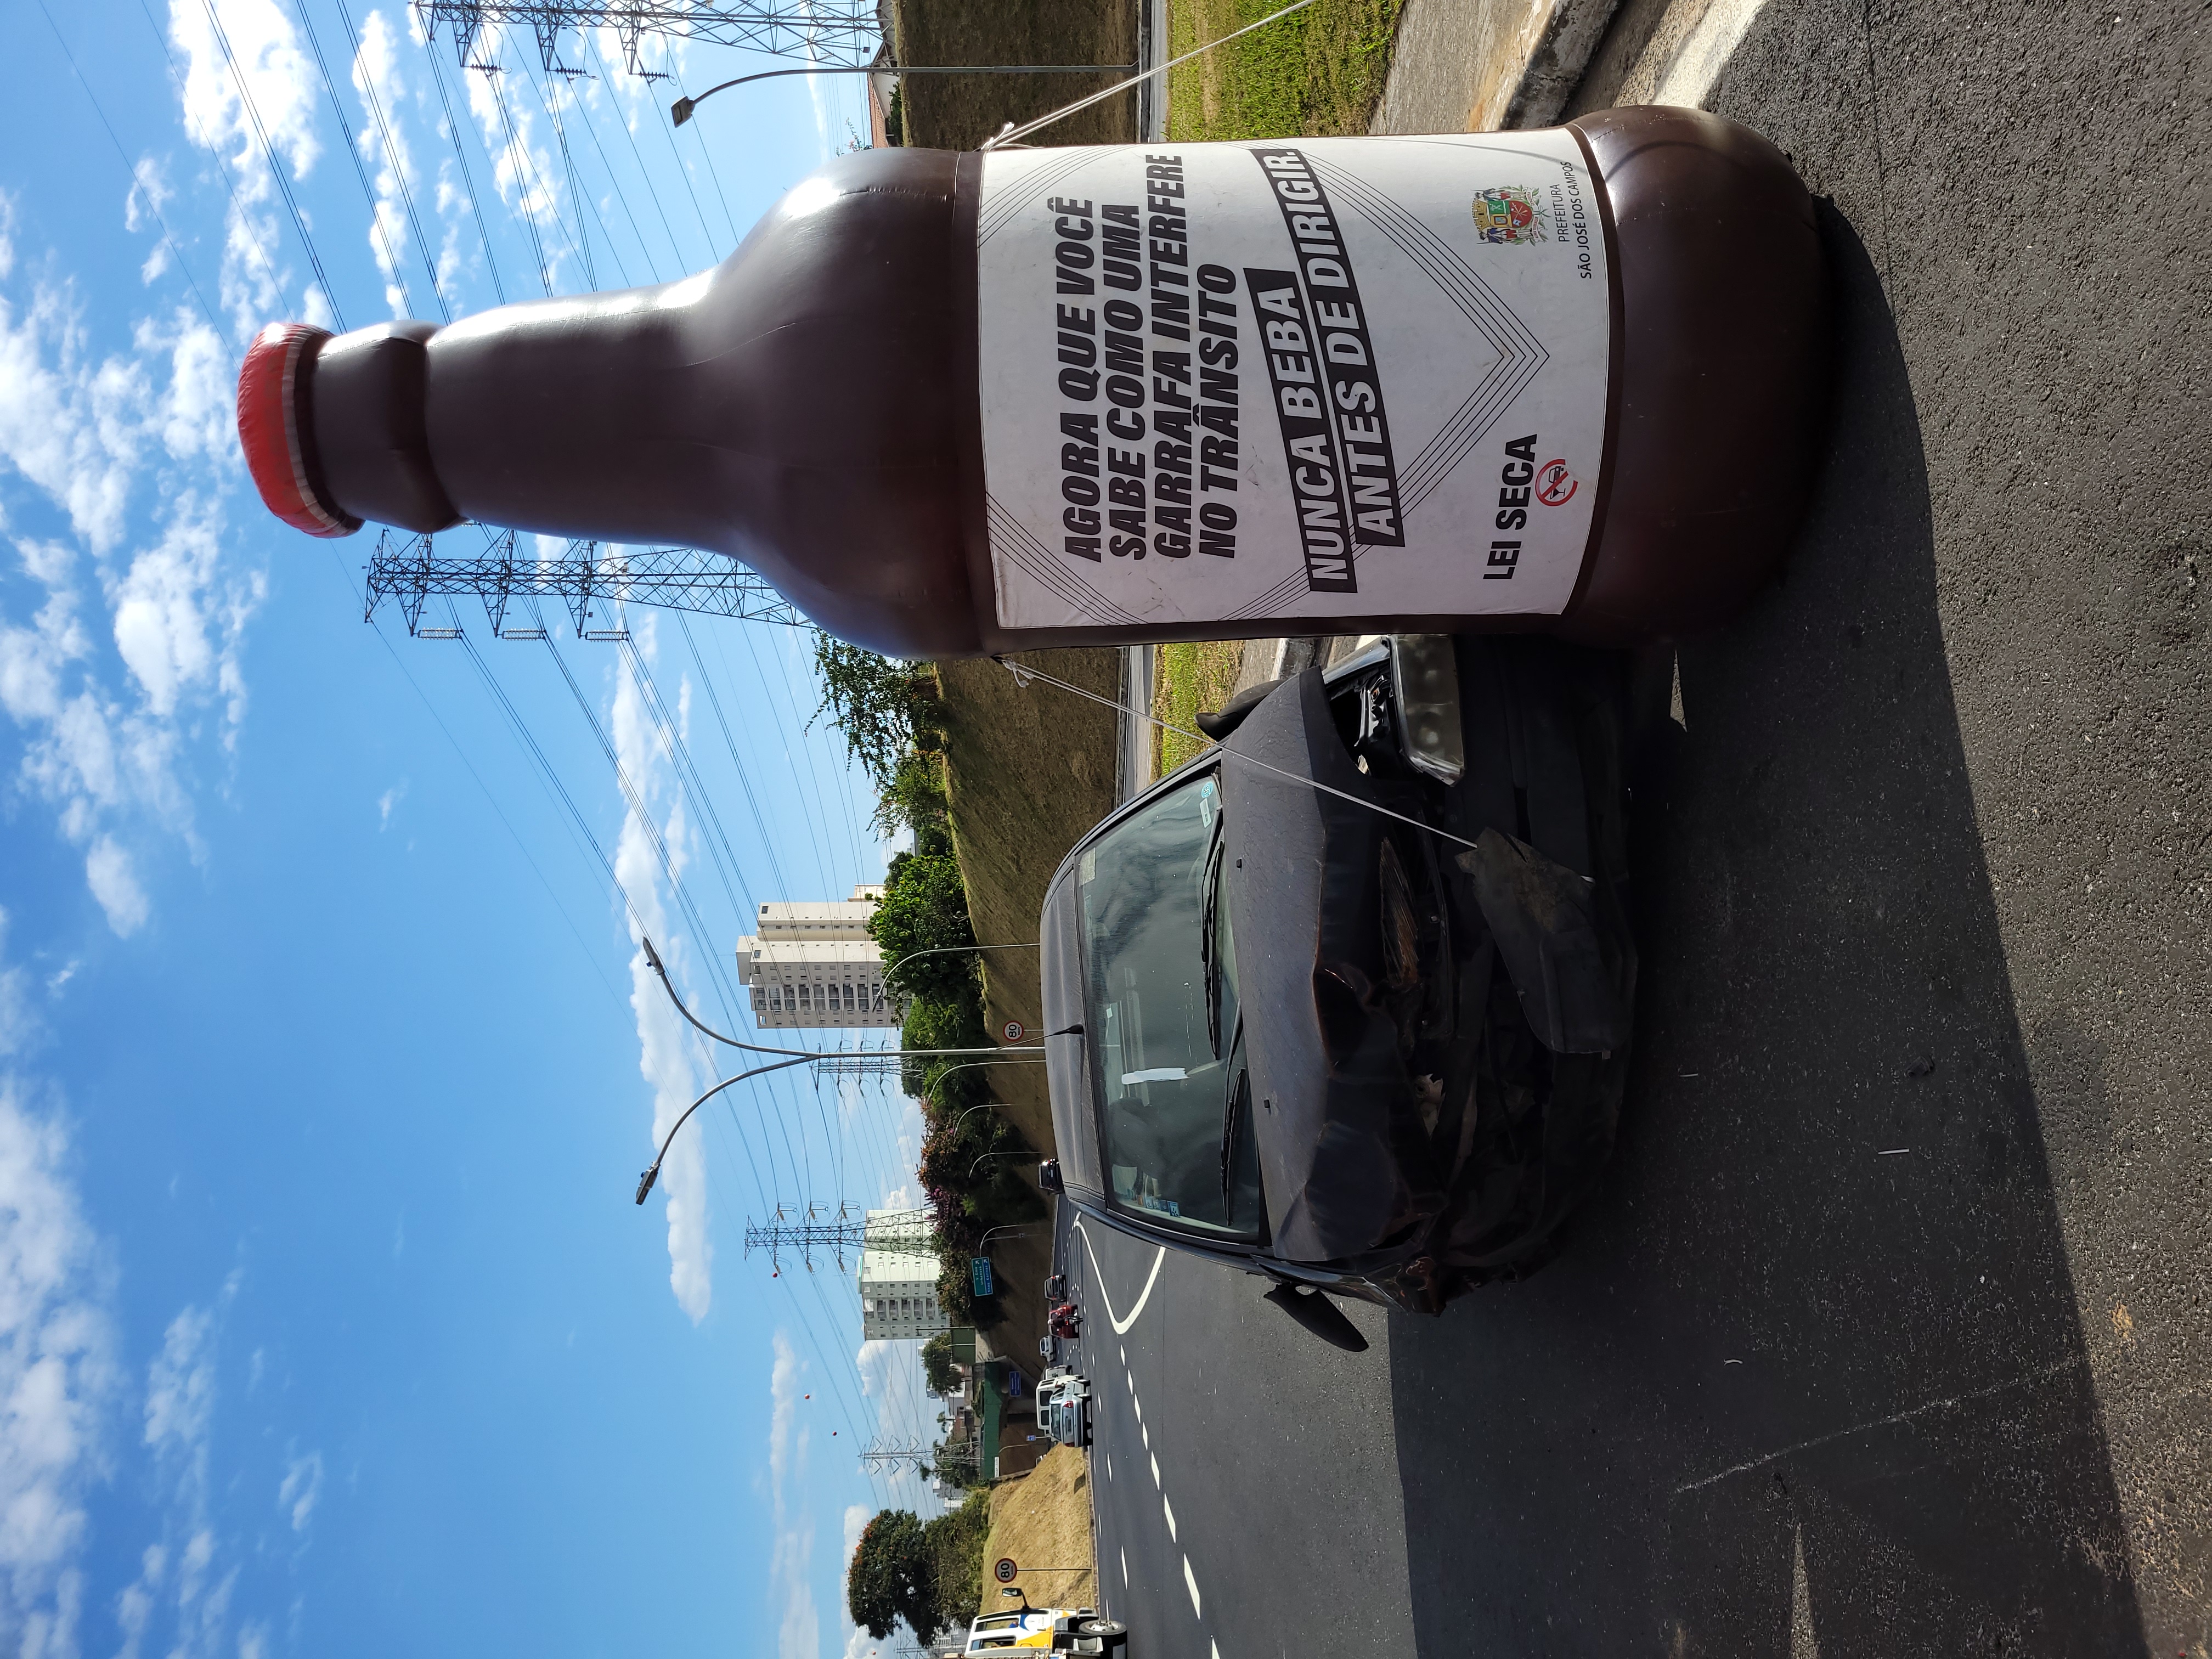 AGORA QUE VOCÊ
SABE COMO UMA
GARRAFA INTERFERE
NO TRÂNSITO
NUNCA BEBA
ANTES DE DIRIGIR.
LEI SECA
PREFEITURA
SÃO JOSÉ DOS CAMPOS
80
80